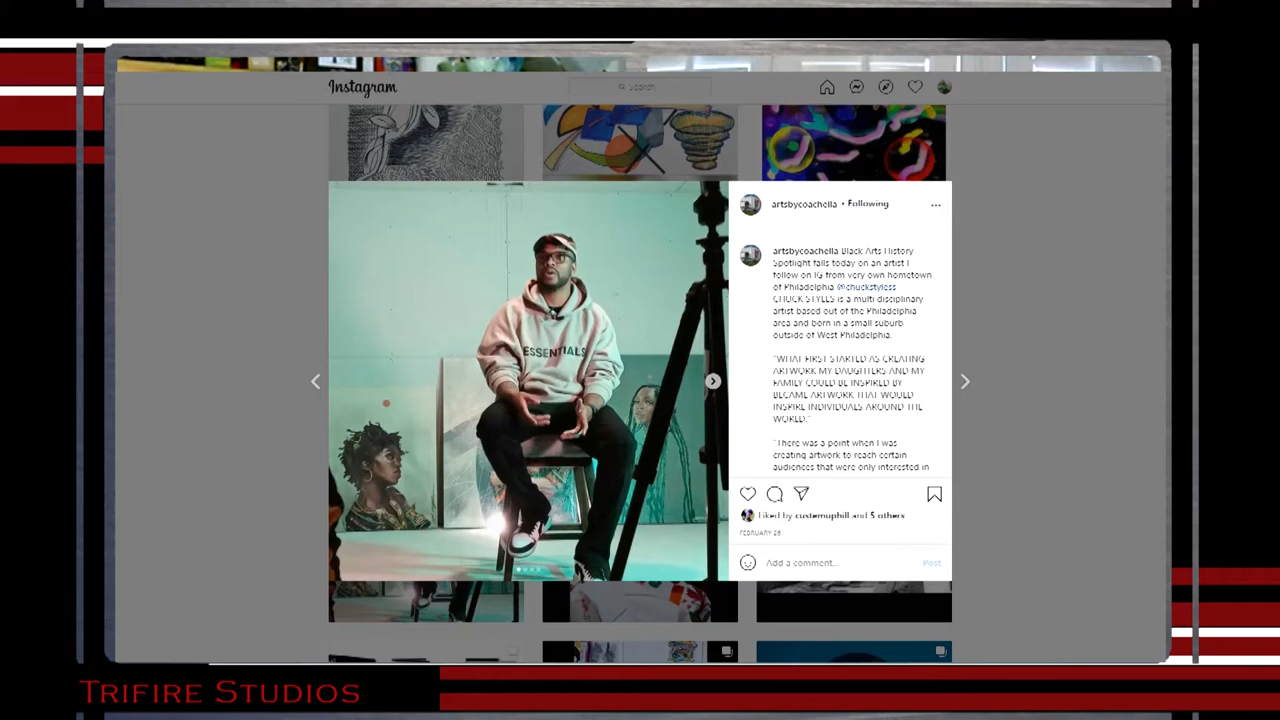 Instagram
Search
ESSENTIALS
artsbycoachella • Following
artsbycoachella Black Arts History
Spotlight falls today on an artist I
follow on IG from very own hometown
of Philadelphia @chuckstyless
CHUCK STYLES is a multi disciplinary
artist based out of the Philadelphia
area and born in a small suburb
outside of West Philadelphia.
"WHAT FIRST STARTED AS CREATING
ARTWORK MY DAUGHTERS AND MY
FAMILY COULD BE INSPIRED BY
BECAME ARTWORK THAT WOULD
INSPIRE INDIVIDUALS AROUND THE
WORLD."
"There was a point when I was
creating artwork to reach certain
audiences that were only interested in
Liked by custemuphill and 5 others
FEBRUARY 26
Add a comment...
Post
TRIFIRE STUDIOS